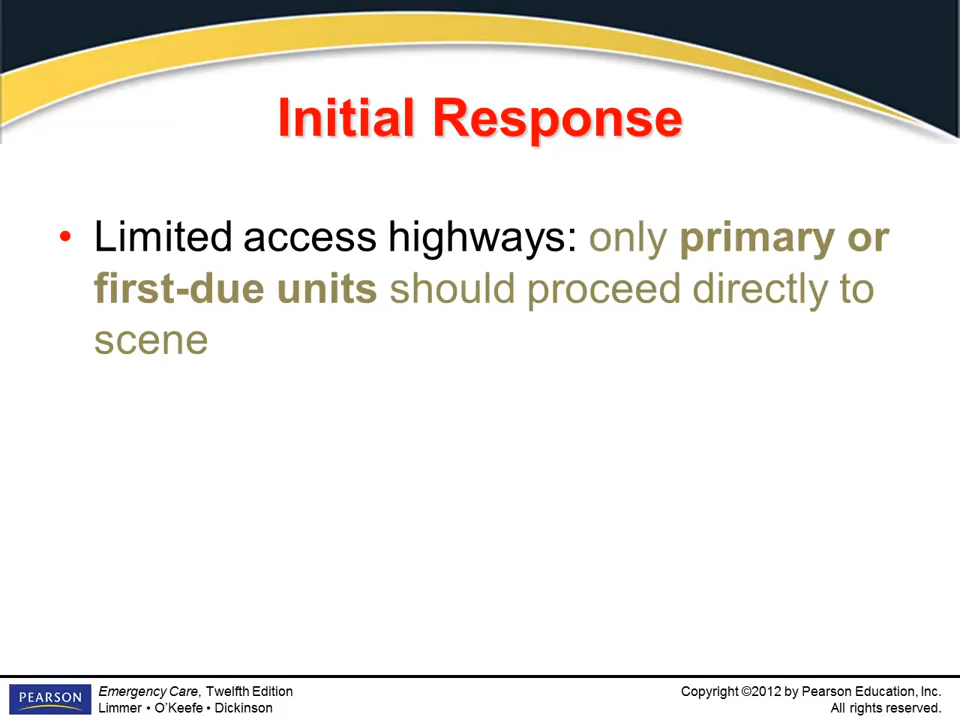 Initial Response
• Limited access highways: only primary or
first-due units should proceed directly to
scene
PEARSON
Emergency Care, Twelfth Edition
Limmer • O’Keefe • Dickinson
Copyright ©2012 by Pearson Education, Inc.
All rights reserved.